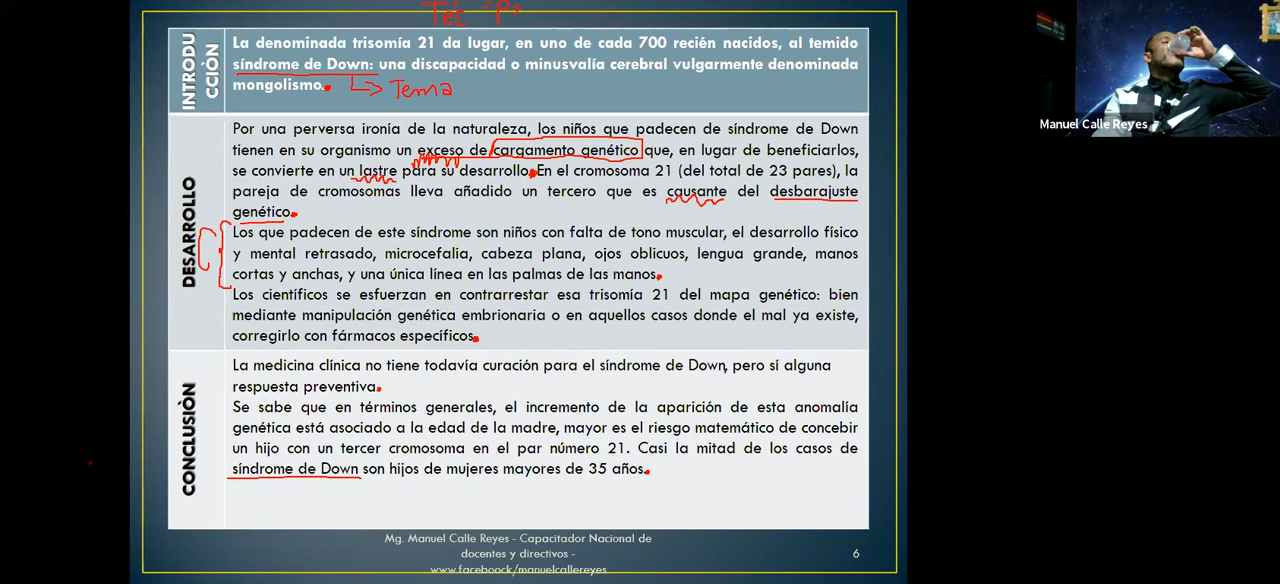 Téc
INTRODU
CCIÓN
La denominada trisomía 21 da lugar, en uno de cada 700 recién nacidos, al temido
síndrome de Down: una discapacidad o minusvalía cerebral vulgarmente denominada
mongolismo.
Tema
Manuel Calle Reyes
DESARROLLO
Por una perversa ironía de la naturaleza, los niños que padecen de síndrome de Down
tienen en su organismo un exceso de cargamento genético que, en lugar de beneficiarlos,
se convierte en un lastre para su desarrollo. En el cromosoma 21 (del total de 23 pares), la
pareja de cromosomas lleva añadido un tercero que es causante del desbarajuste
genético.
Los que padecen de este síndrome son niños con falta de tono muscular, el desarrollo físico
y mental retrasado, microcefalia, cabeza plana, ojos oblicuos, lengua grande, manos
cortas y anchas, y una única línea en las palmas de las manos.
Los científicos se esfuerzan en contrarrestar esa trisomía 21 del mapa genético: bien
mediante manipulación genética embrionaria o en aquellos casos donde el mal ya existe,
corregirlo con fármacos específicos.
CONCLUSIÓN
La medicina clínica no tiene todavía curación para el síndrome de Down, pero sí alguna
respuesta preventiva.
Se sabe que en términos generales, el incremento de la aparición de esta anomalía
genética está asociado a la edad de la madre, mayor es el riesgo matemático de concebir
un hijo con un tercer cromosoma en el par número 21. Casi la mitad de los casos de
síndrome de Down son hijos de mujeres mayores de 35 años.
Mg. Manuel Calle Reyes - Capacitador Nacional de
docentes y directivos -
www.faceboock/manuelcallereyes
6